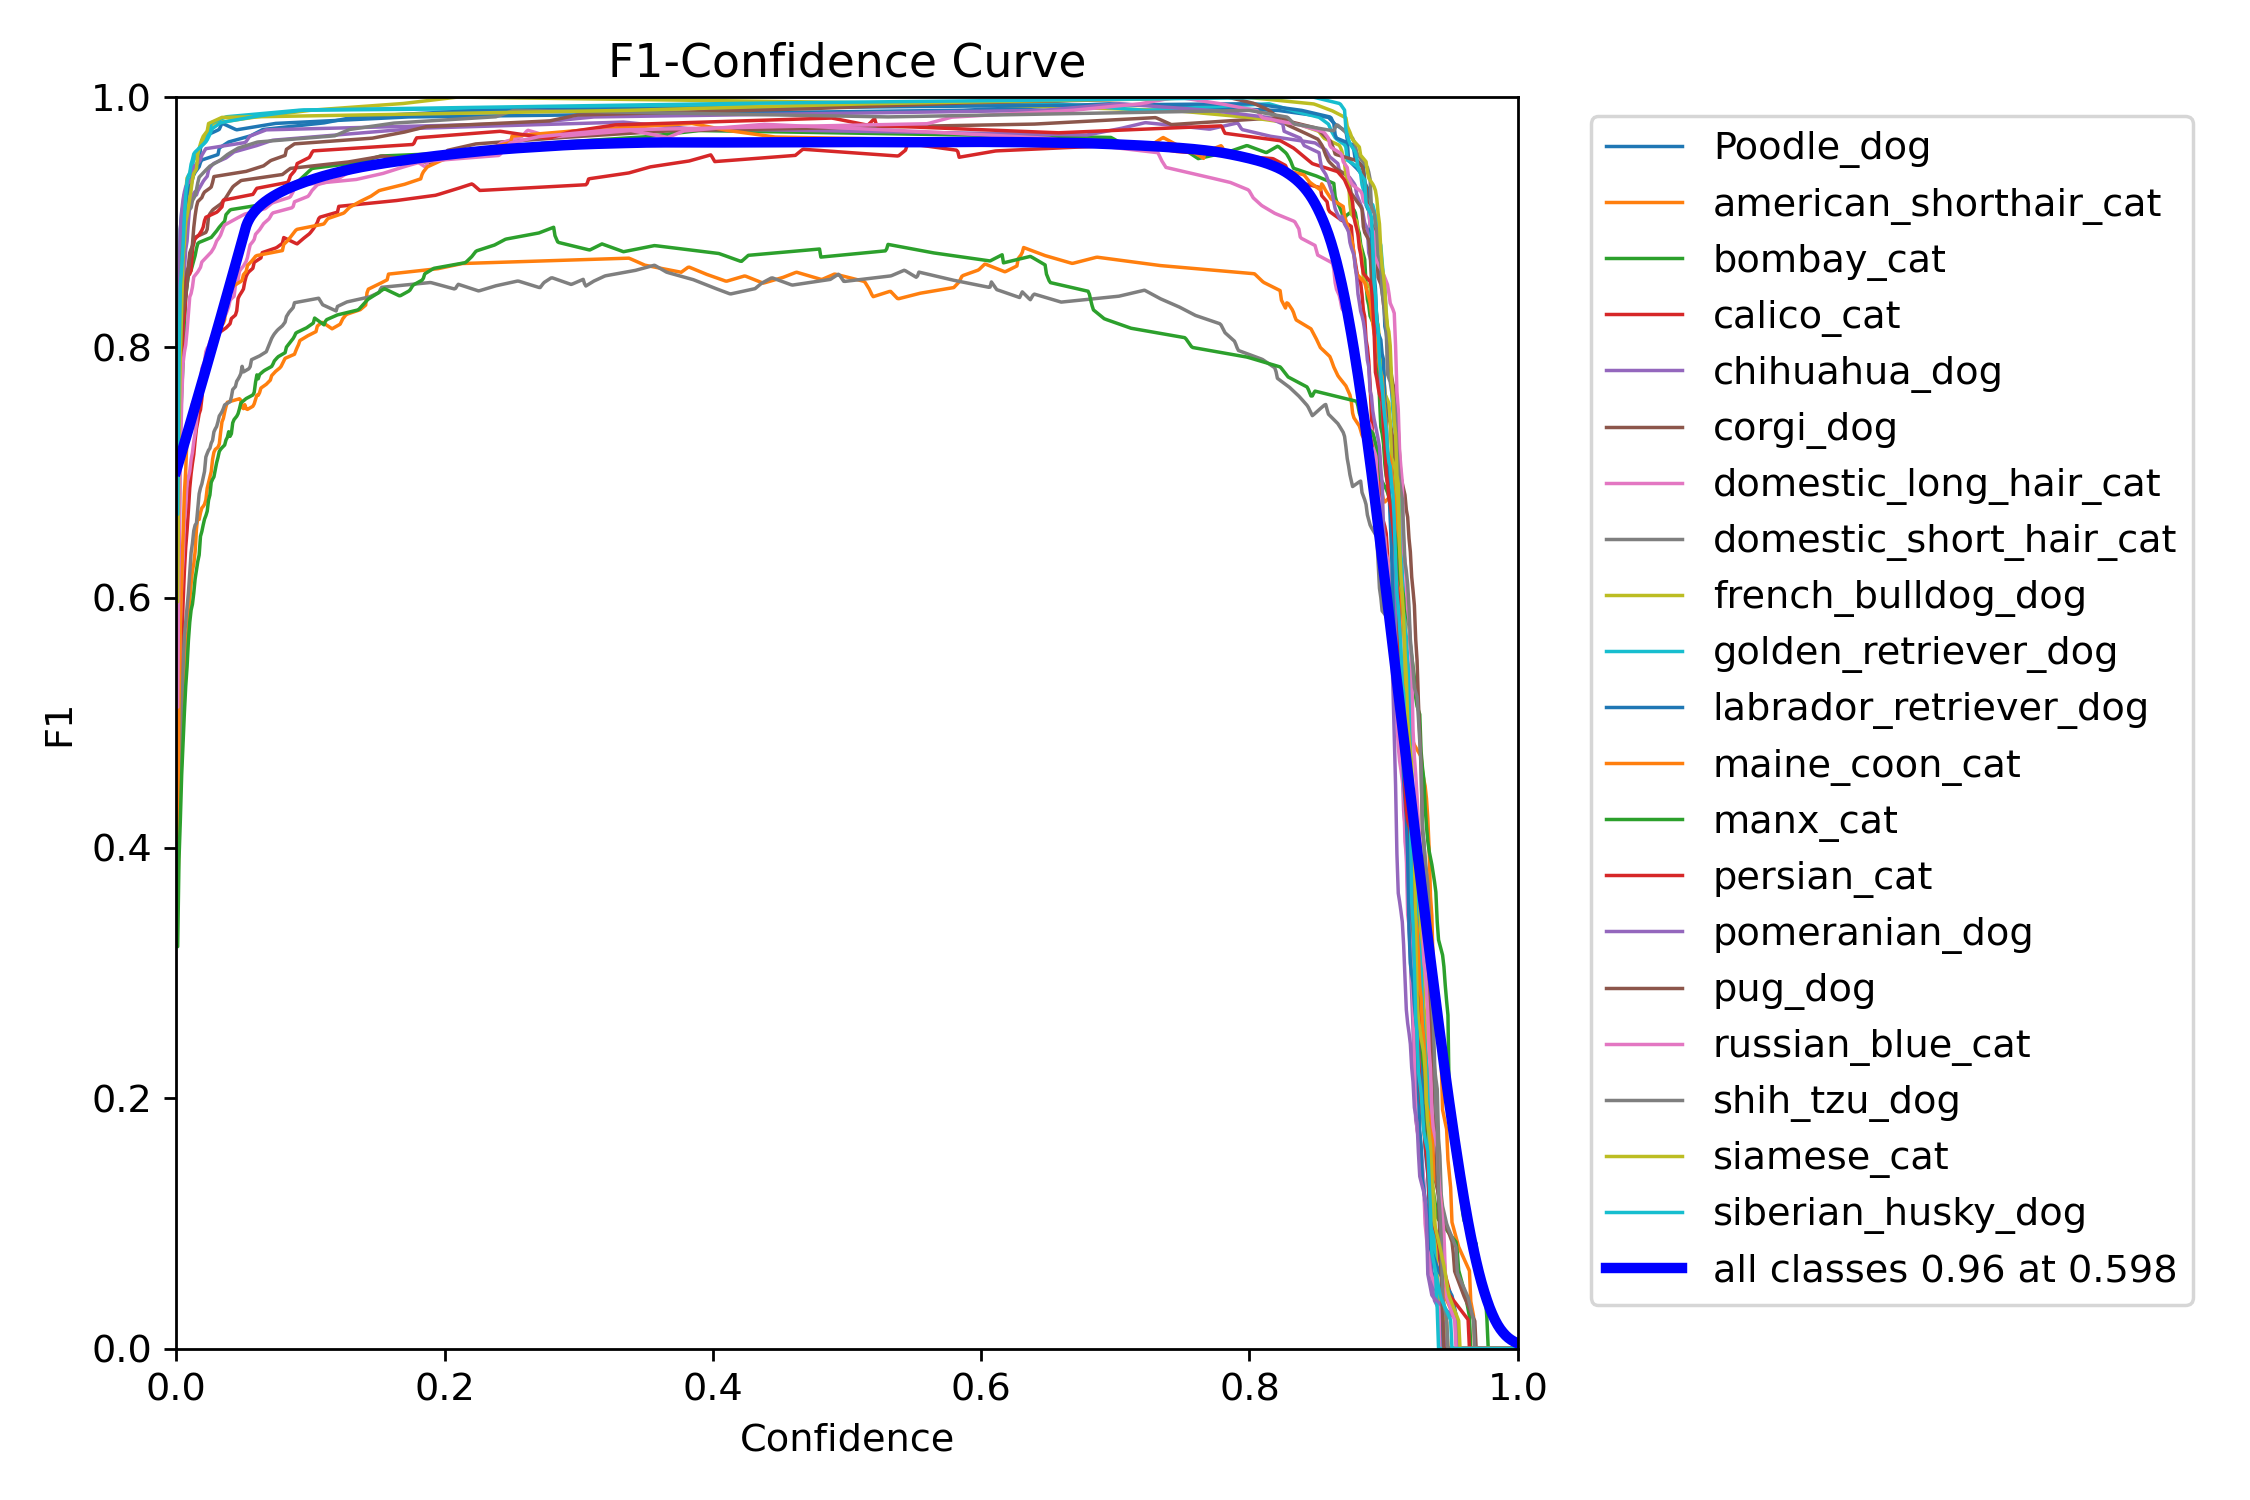 F1-Confidence Curve
1.0
0.8
0.6
0.4
0.2
0.0
F1
0.0 0.2 0.4 0.6 0.8 1.0
Confidence
Poodle_dog
american_shorthair_cat
bombay_cat
calico_cat
chihuahua_dog
corgi_dog
domestic_long_hair_cat
domestic_short_hair_cat
french_bulldog_dog
golden_retriever_dog
labrador_retriever_dog
maine_coon_cat
manx_cat
persian_cat
pomeranian_dog
pug_dog
russian_blue_cat
shih_tzu_dog
siamese_cat
siberian_husky_dog
all classes 0.96 at 0.598